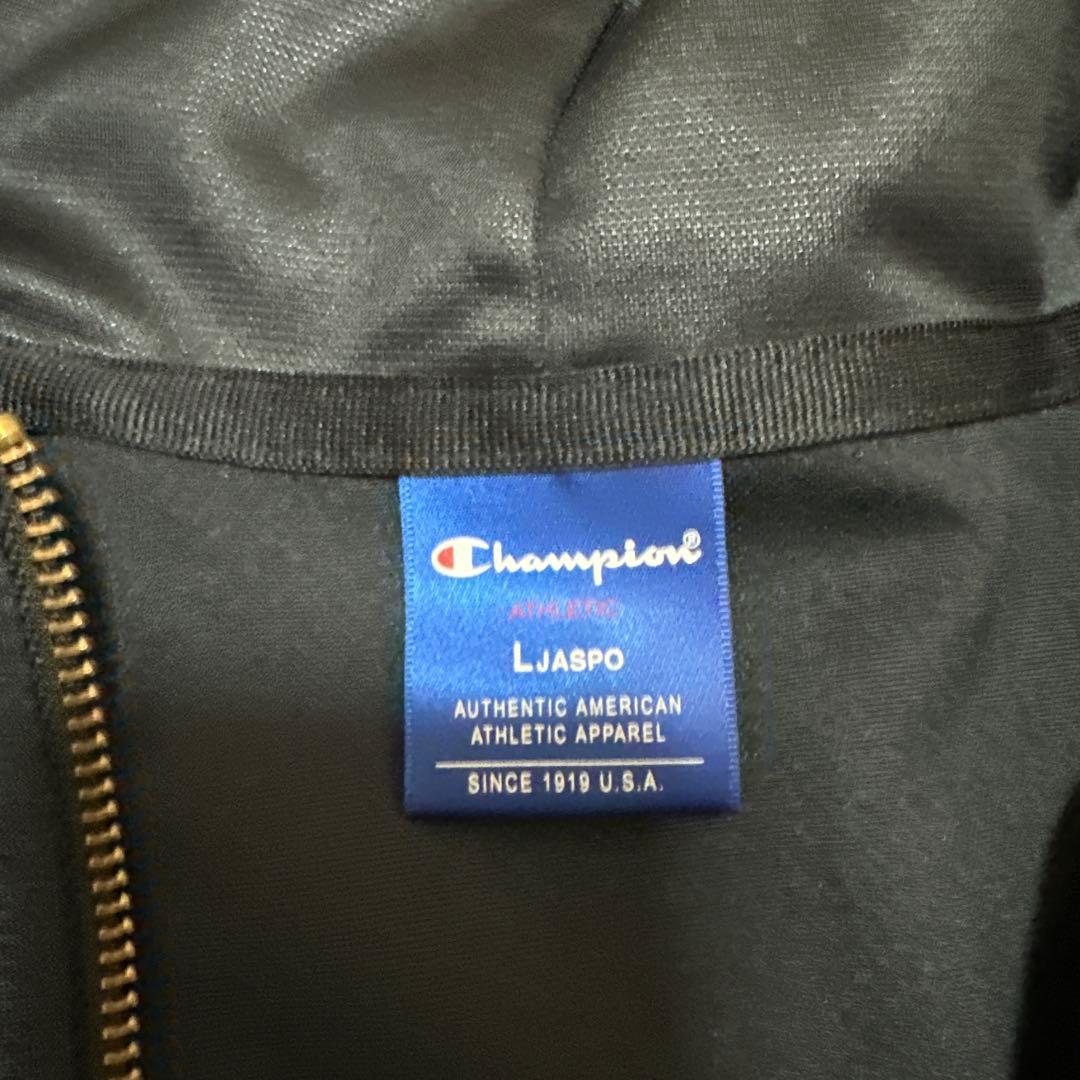 Champion®
ATHLETIC
L JASPO
AUTHENTIC AMERICAN
ATHLETIC APPAREL
SINCE 1919 U.S.A.